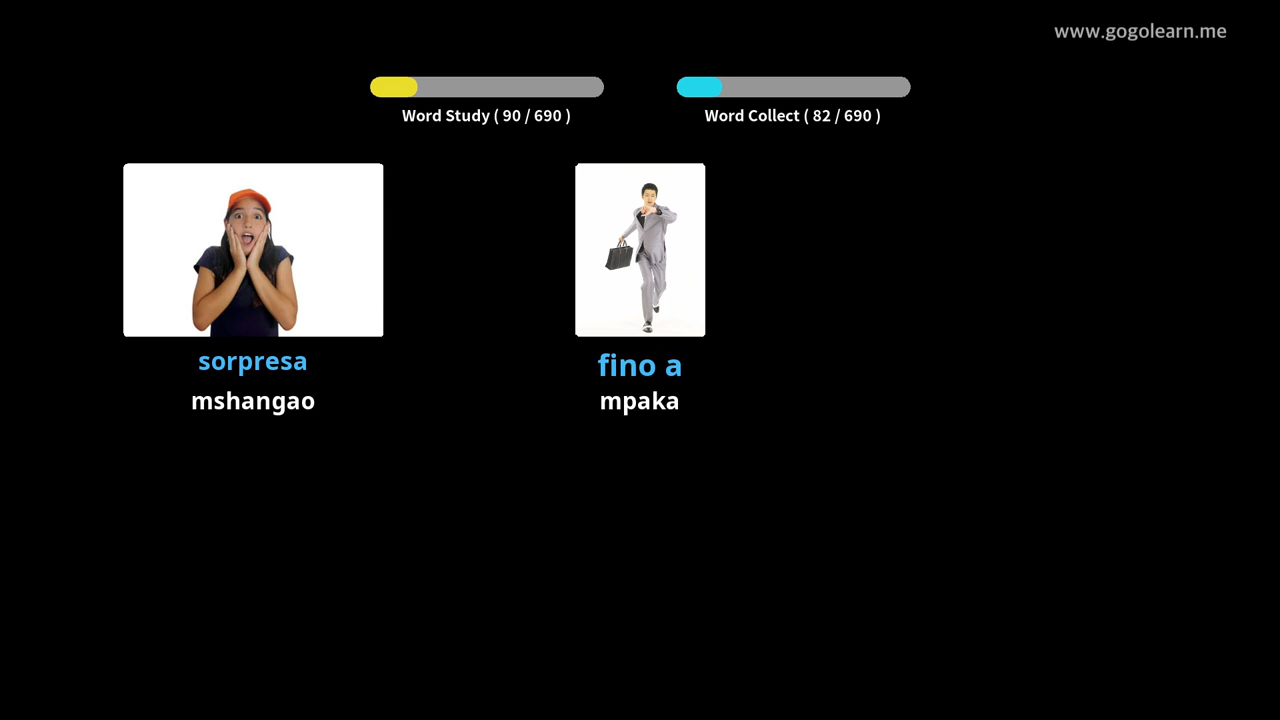 www.gogolearn.me
Word Study ( 90 / 690 )
Word Collect ( 82 / 690 )
sorpresa
mshangao
fino a
mpaka